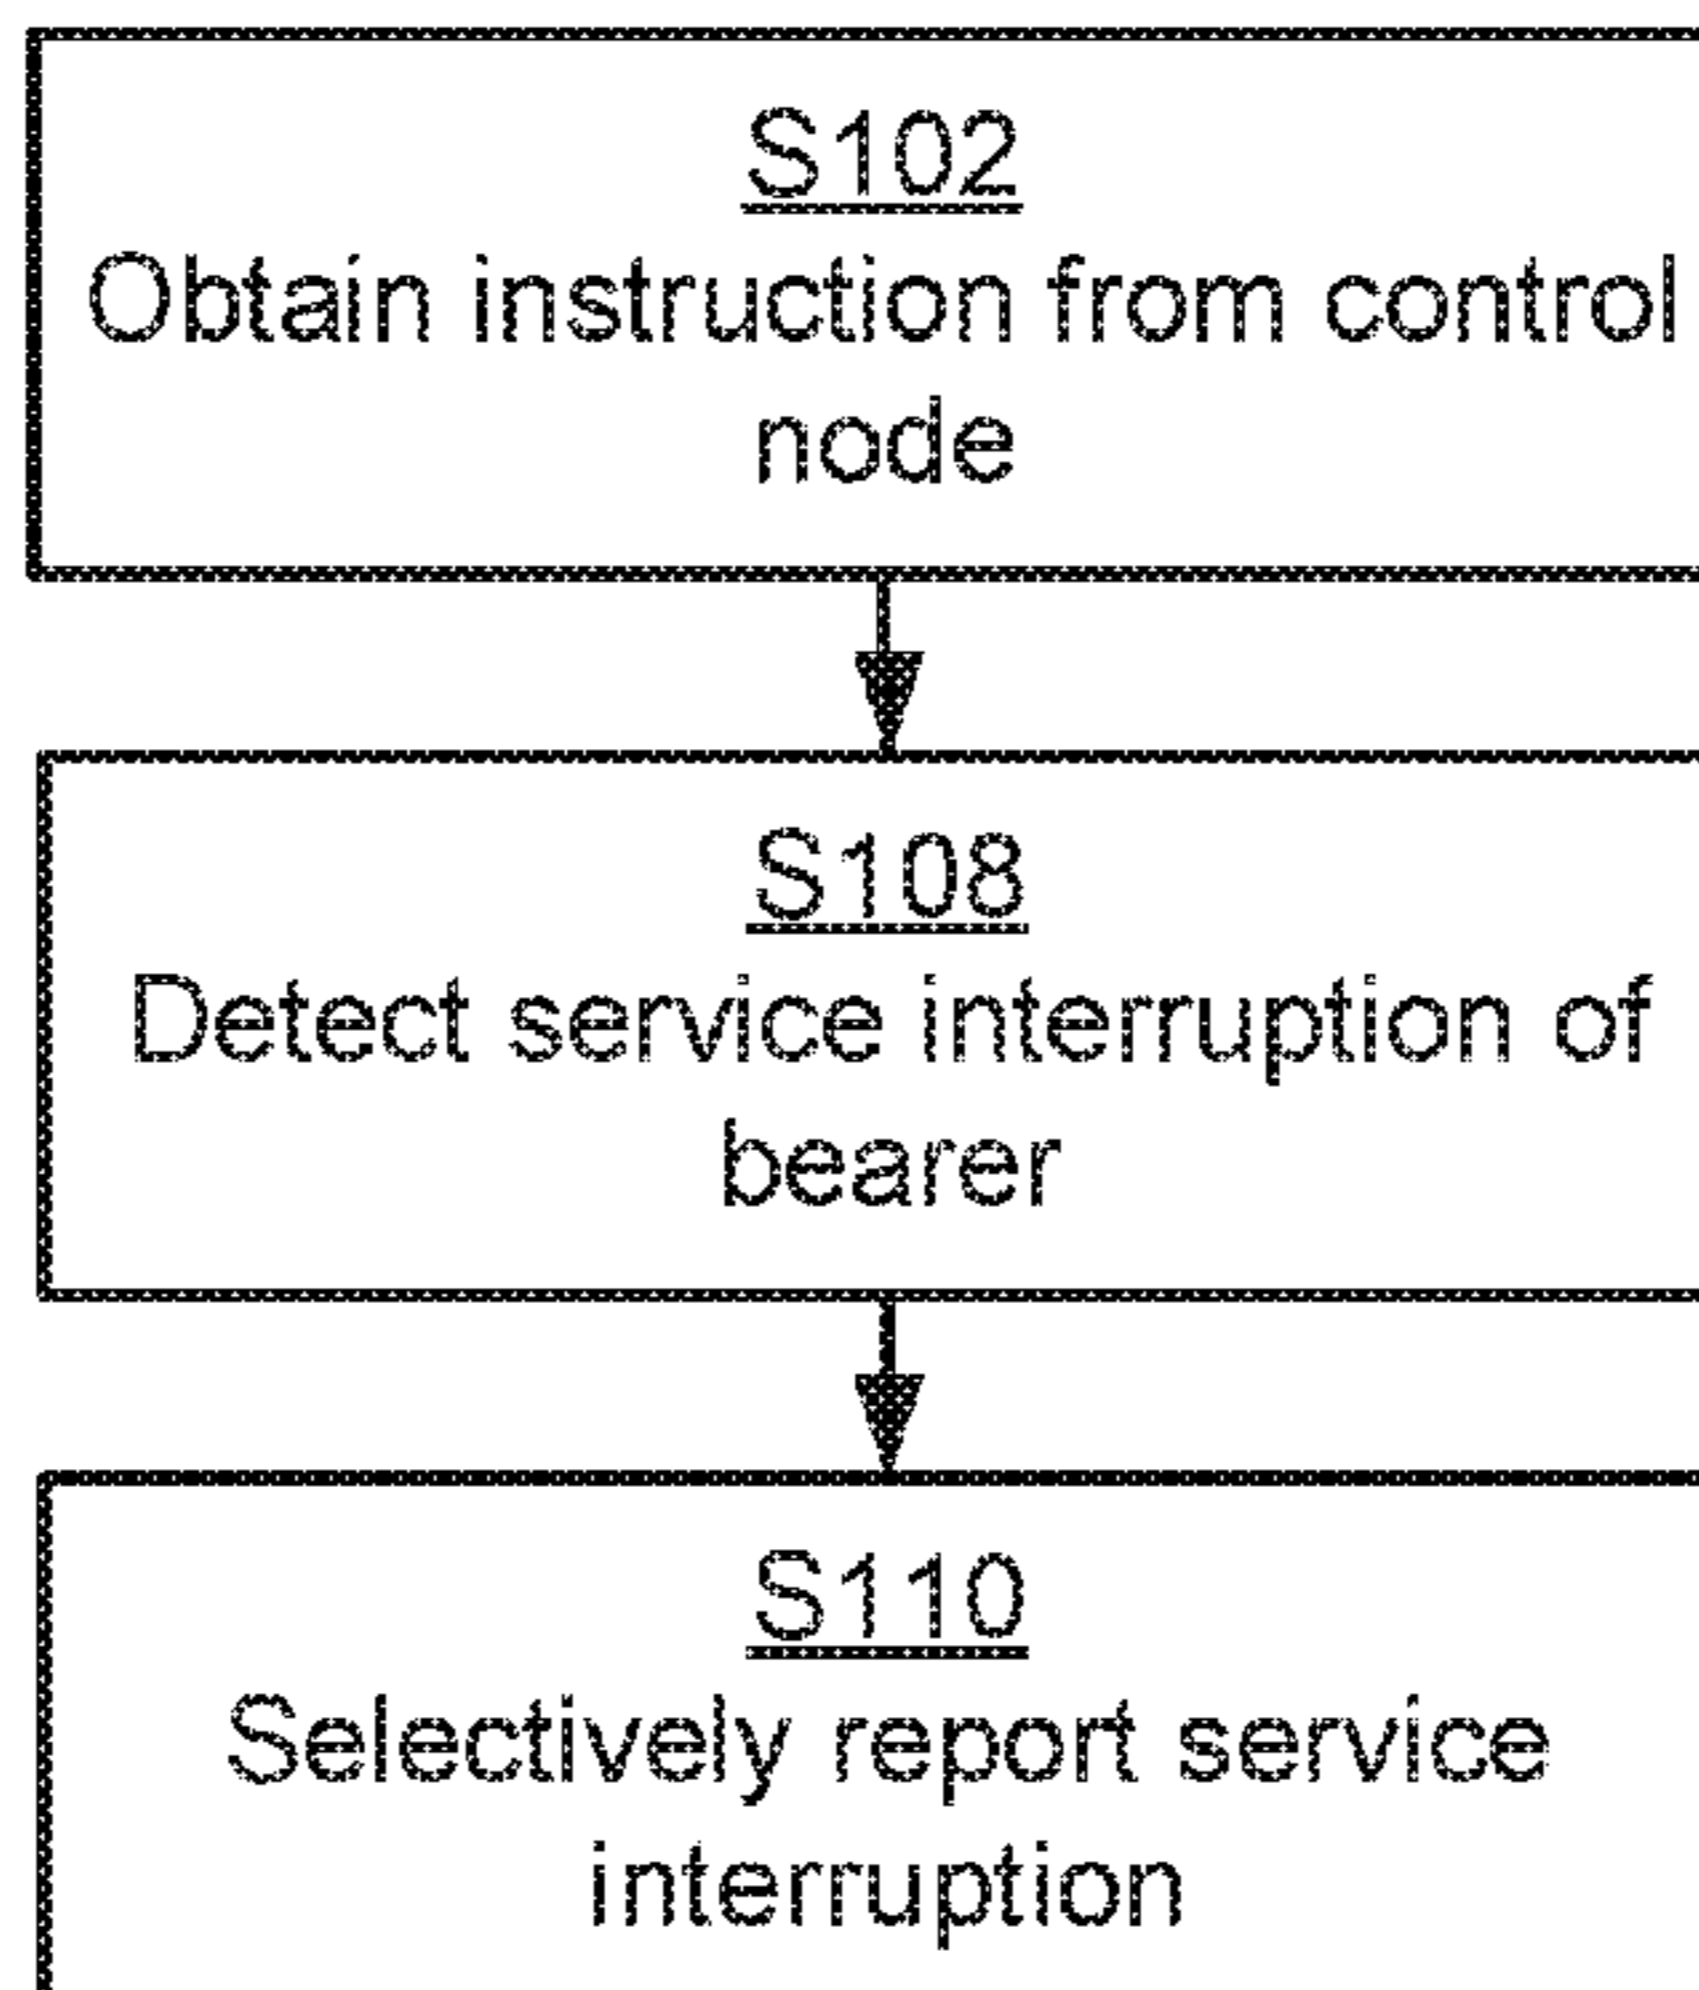 S102
Obtain instruction from control
node
S108
Detect service interruption of
bearer
S110
Selectively report service
interruption